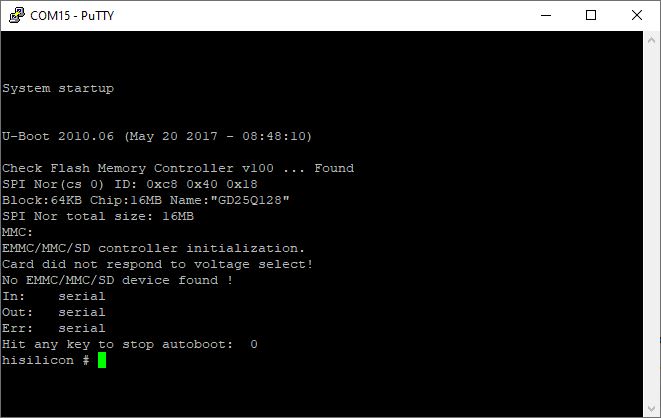 COM15 - PuTTY
System startup
U-Boot 2010.06 (May 20 2017 - 08:48:10)
Check Flash Memory Controller v100 ... Found
SPI Nor(cs 0) ID: 0xc8 0x40 0x18
Block:64KB Chip:16MB Name:"GD25Q128"
SPI Nor total size: 16MB
MMC:
EMMC/MMC/SD controller initialization.
Card did not respond to voltage select!
No EMMC/MMC/SD device found !
In:    serial
Out:   serial
Err:   serial
Hit any key to stop autoboot:  0
hisilicon #